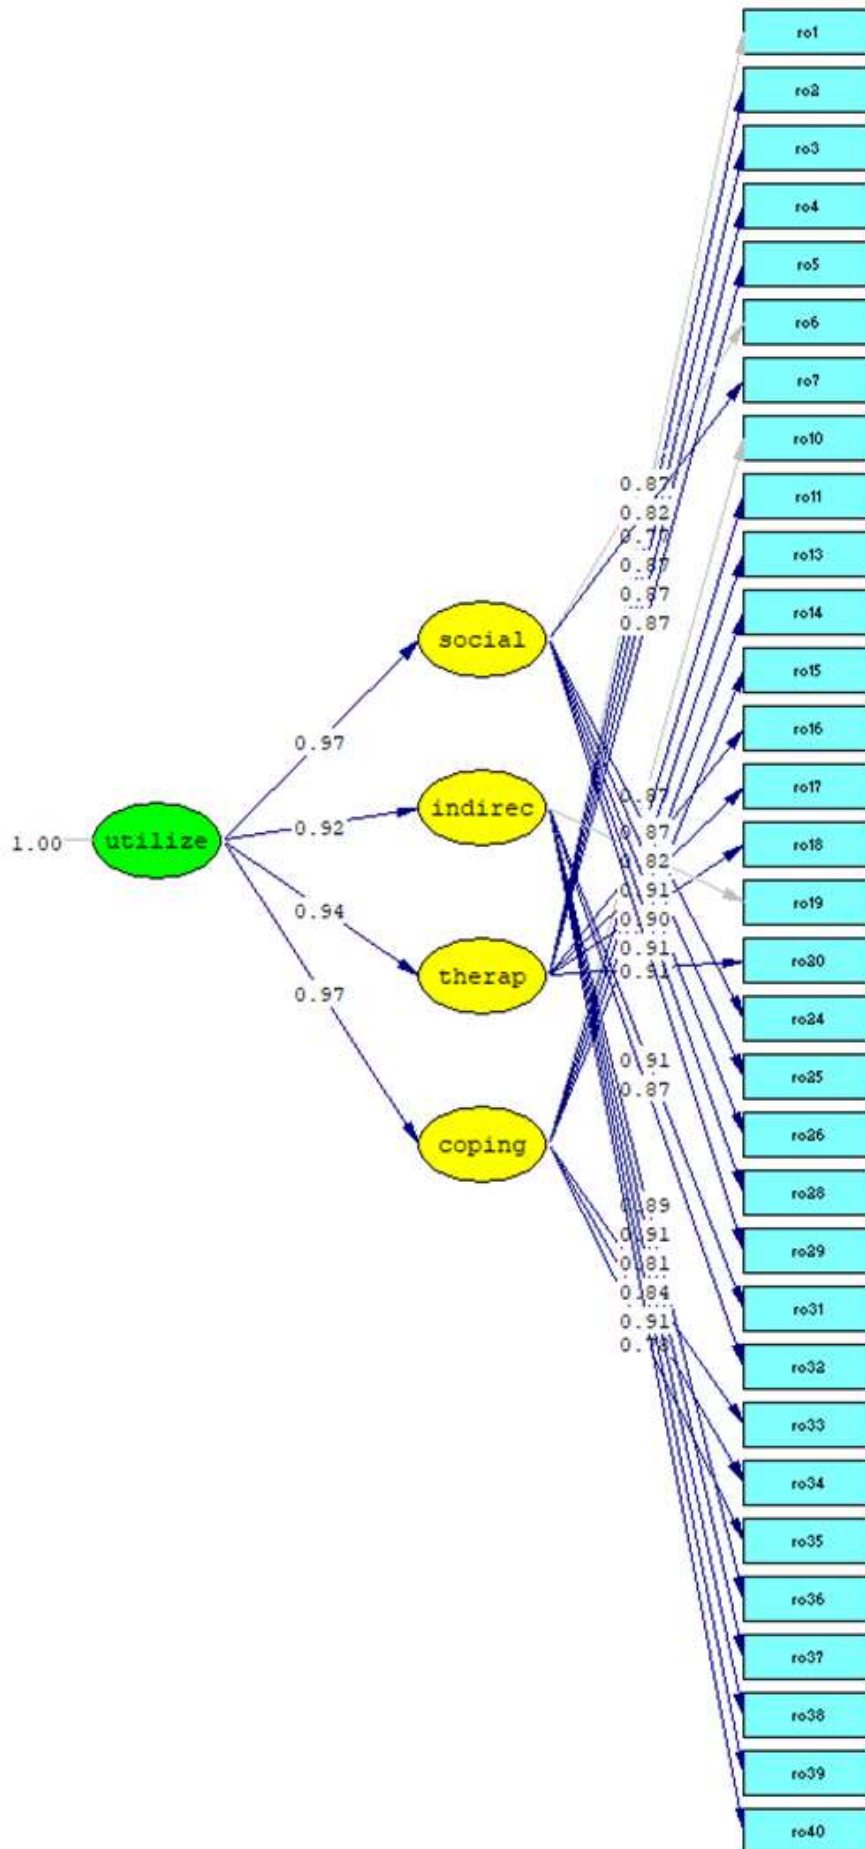 ro1
ro2
ro3
ro4
ro5
ro6
ro7
ro10
ro11
ro13
ro14
ro15
ro16
ro17
ro18
ro19
ro20
ro24
ro25
ro26
ro28
ro29
ro31
ro32
ro33
ro34
ro35
ro36
ro37
ro38
ro39
ro40
0.87
0.82
0.87
0.87
0.87
social
0.97
indirec
0.92
1.00
utilize
0.94
therap
0.97
coping
0.87
0.87
0.82
0.91
0.90
0.91
0.91
0.91
0.87
0.89
0.91
0.81
0.84
0.91